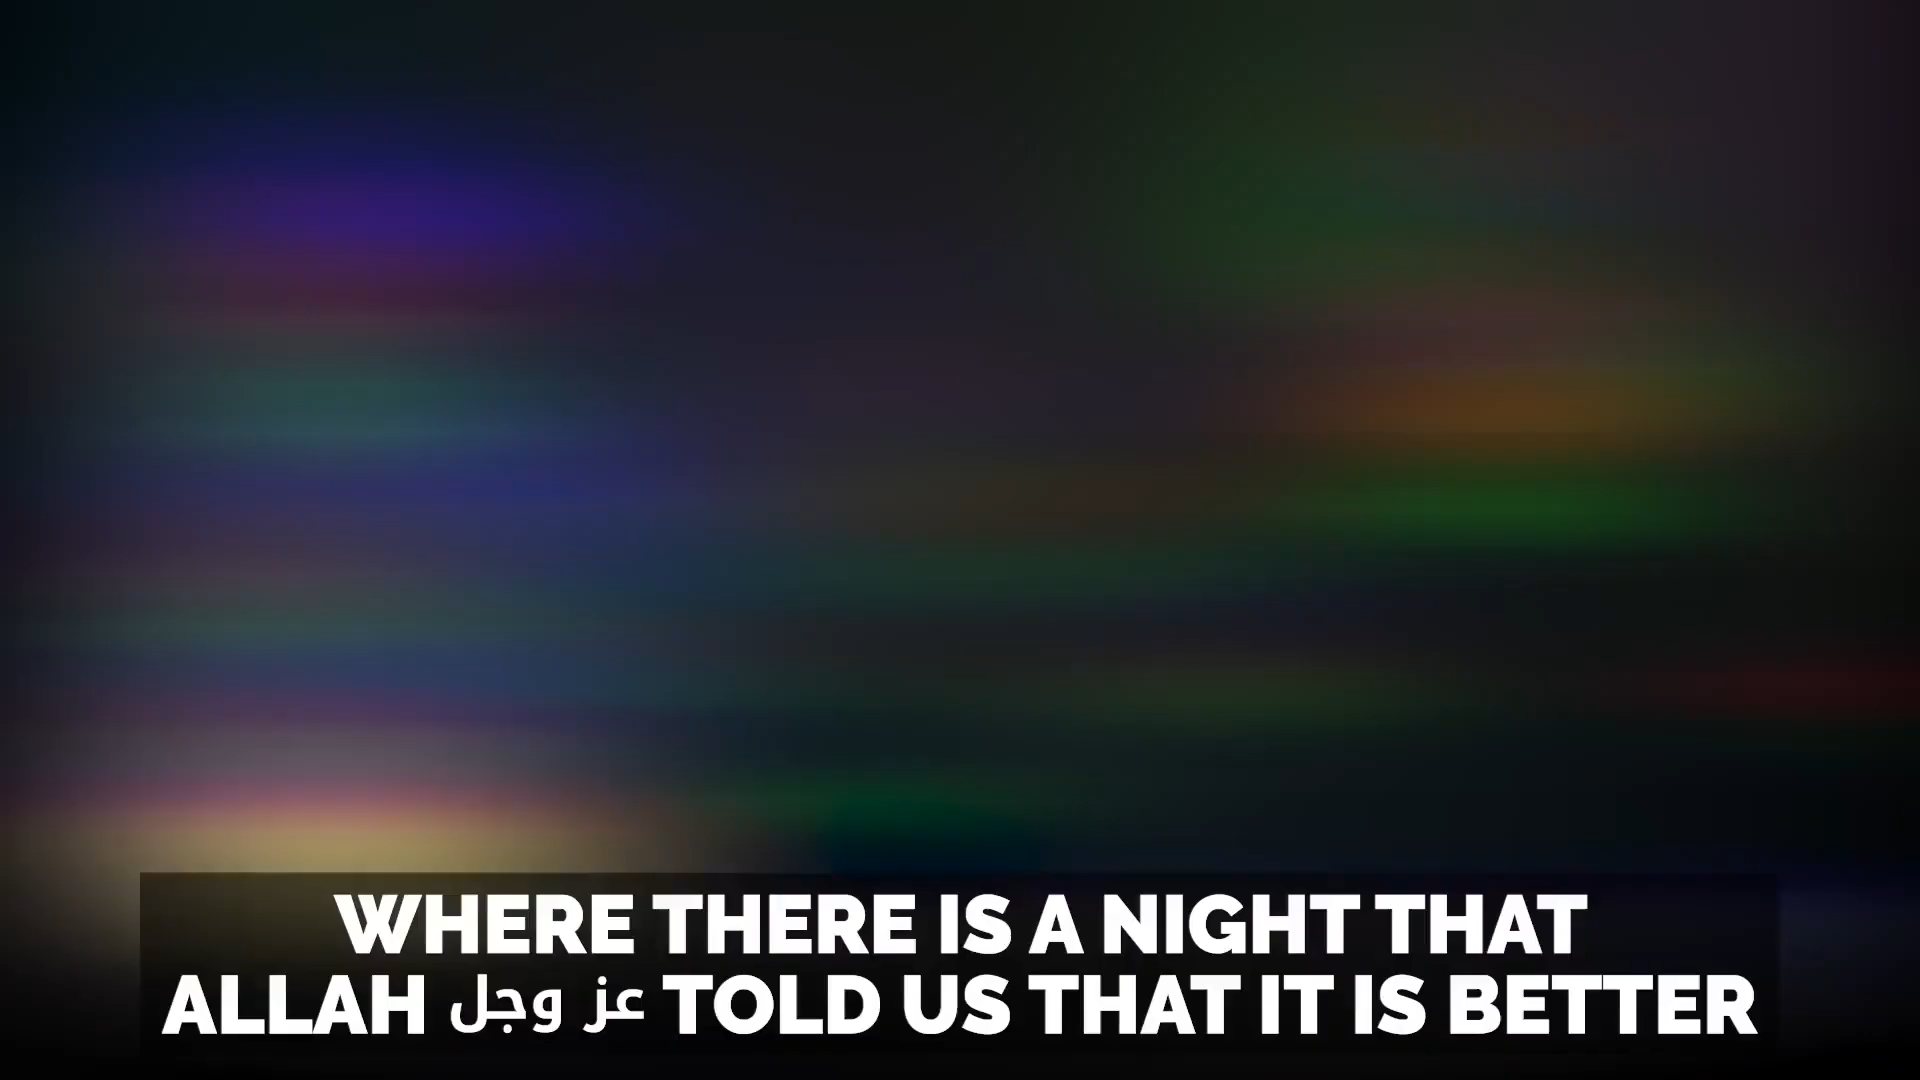 WHERE THERE IS A NIGHT THAT
ALLAH عز وجل TOLD US THAT IT IS BETTER